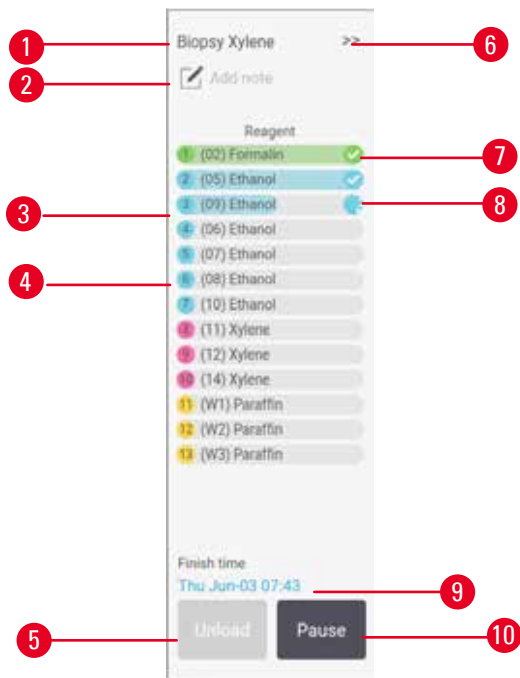 1 Biopsy Xylene >> 6
2 Add note
Reagent
1 (02) Formalin 7
2 (05) Ethanol
3 3 (09) Ethanol 8
4 (06) Ethanol
5 (07) Ethanol
4 6 (08) Ethanol
7 (10) Ethanol
8 (11) Xylene
9 (12) Xylene
10 (14) Xylene
11 (W1) Paraffin
12 (W2) Paraffin
13 (W3) Paraffin
Finish time
Thu Jun-03 07:43 9
5 Unload Pause 10